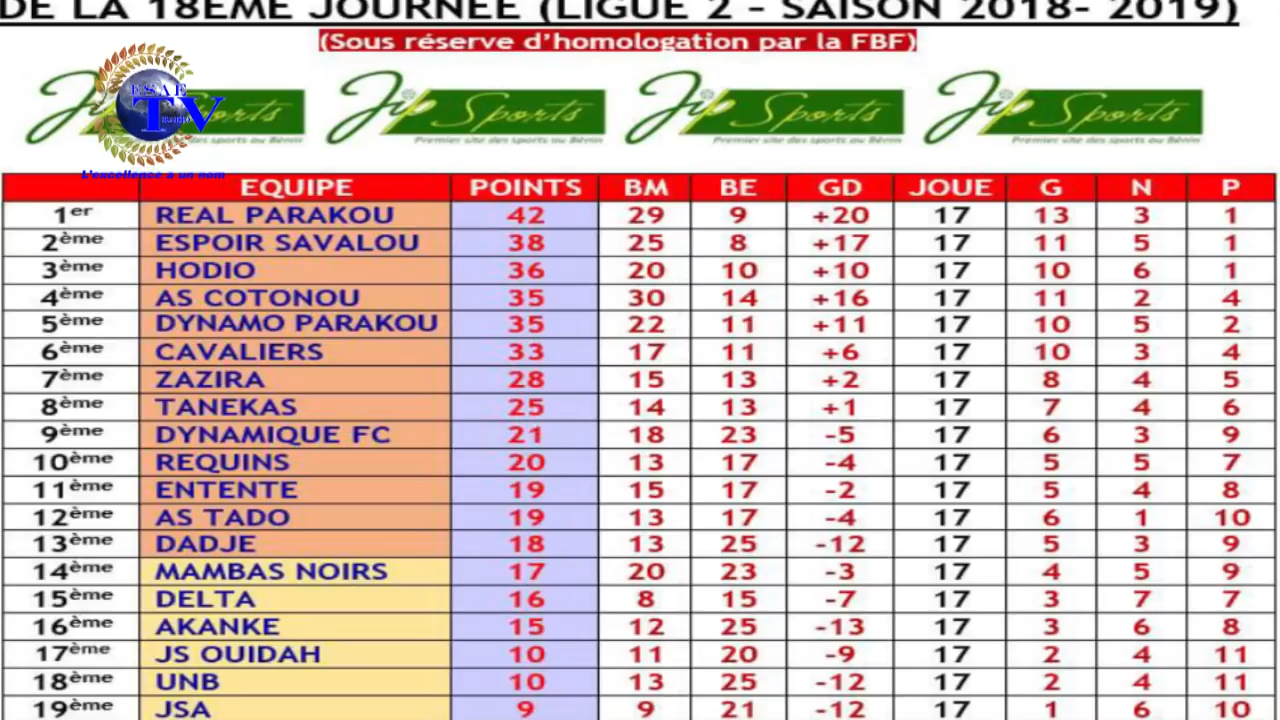 DE LA 18EME JOURNEE (LIGUE 2 - SAISON 2018- 2019)
(Sous réserve d'homologation par la FBF)
Jip Sports Jip Sports Jip Sports Jip Sports
ESAE
TV
des sports au Bénin Premier site des sports au Bénin Premier site des sports au Bénin Premier site des sports au Bénin
L'excellence a un nom
EQUIPE POINTS BM BE GD JOUE G N P
1er REAL PARAKOU 42 29 9 +20 17 13 3 1
2ème ESPOIR SAVALOU 38 25 8 +17 17 11 5 1
3ème HODIO 36 20 10 +10 17 10 6 1
4ème AS COTONOU 35 30 14 +16 17 11 2 4
5ème DYNAMO PARAKOU 35 22 11 +11 17 10 5 2
6ème CAVALIERS 33 17 11 +6 17 10 3 4
7ème ZAZIRA 28 15 13 +2 17 8 4 5
8ème TANEKAS 25 14 13 +1 17 7 4 6
9ème DYNAMIQUE FC 21 18 23 -5 17 6 3 9
10ème REQUINS 20 13 17 -4 17 5 5 7
11ème ENTENTE 19 15 17 -2 17 5 4 8
12ème AS TADO 19 13 17 -4 17 6 1 10
13ème DADJE 18 13 25 -12 17 5 3 9
14ème MAMBAS NOIRS 17 20 23 -3 17 4 5 9
15ème DELTA 16 8 15 -7 17 3 7 7
16ème AKANKE 15 12 25 -13 17 3 6 8
17ème JS OUIDAH 10 11 20 -9 17 2 4 11
18ème UNB 10 13 25 -12 17 2 4 11
19ème JSA 9 9 21 -12 17 1 6 10